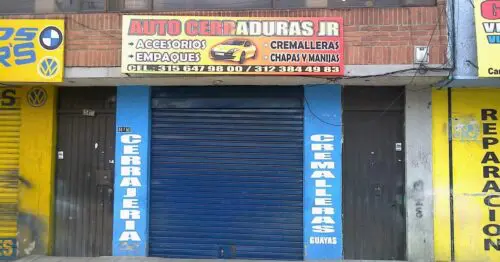 AUTO CERRADURAS JR
• ACCESORIOS
• EMPAQUES
• CREMALLERAS
• CHAPAS Y MANIJAS
CEL. 315 647 98 00 / 312 384 49 83
CERRAJERIA
CREMALLERAS
GUAYAS
REPARACION